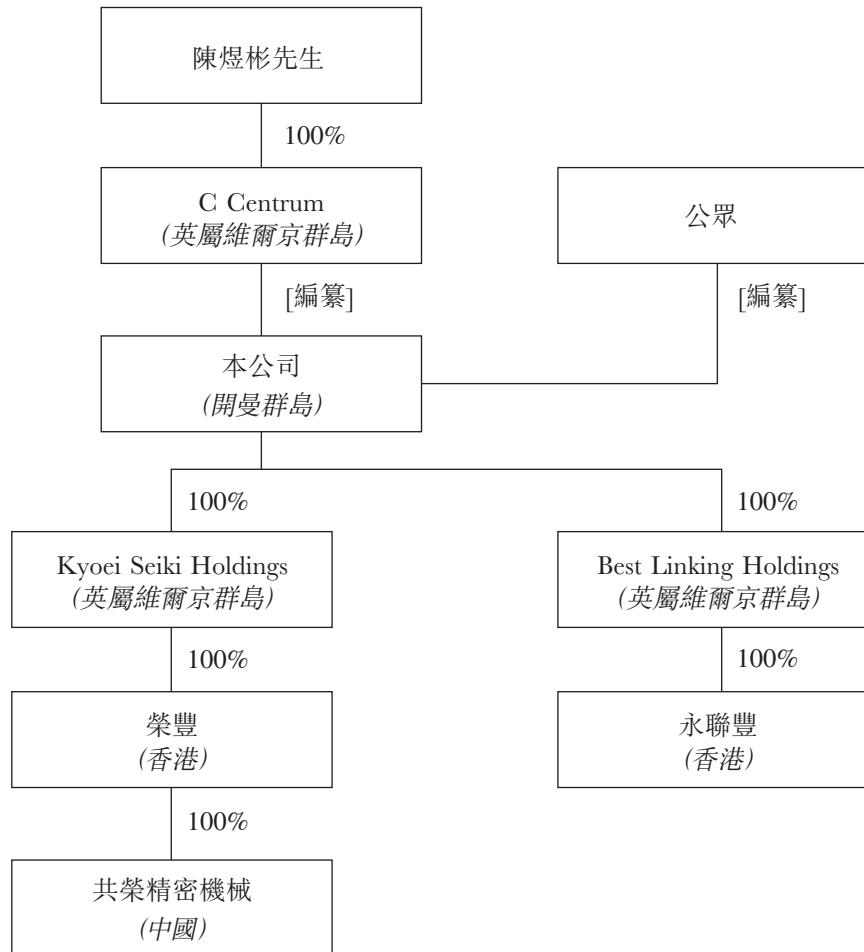 陳煜彬先生
100%
C Centrum
(英屬維爾京群島)
公眾
[編纂]
[編纂]
本公司
(開曼群島)
100%
100%
Kyoei Seiki Holdings
(英屬維爾京群島)
Best Linking Holdings
(英屬維爾京群島)
100%
100%
榮豐
(香港)
永聯豐
(香港)
100%
共榮精密機械
(中國)